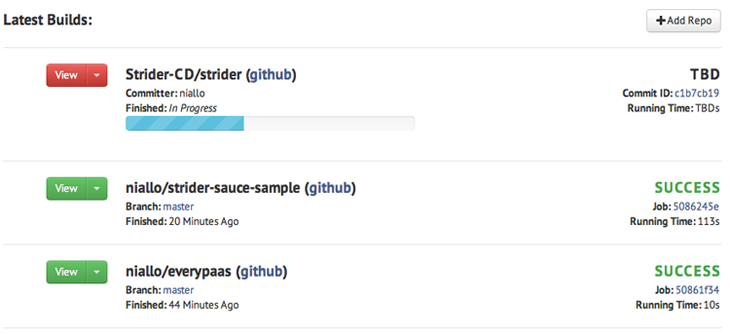 Latest Builds:
+Add Repo
View
Strider-CD/strider (github)
TBD
Committer: niallo
Commit ID: c1b7cb19
Finished: In Progress
Running Time: TBDs
View
niallo/strider-sauce-sample (github)
SUCCESS
Branch: master
Job: 5086245e
Finished: 20 Minutes Ago
Running Time: 113s
View
niallo/everypaas (github)
SUCCESS
Branch: master
Job: 50861f34
Finished: 44 Minutes Ago
Running Time: 10s